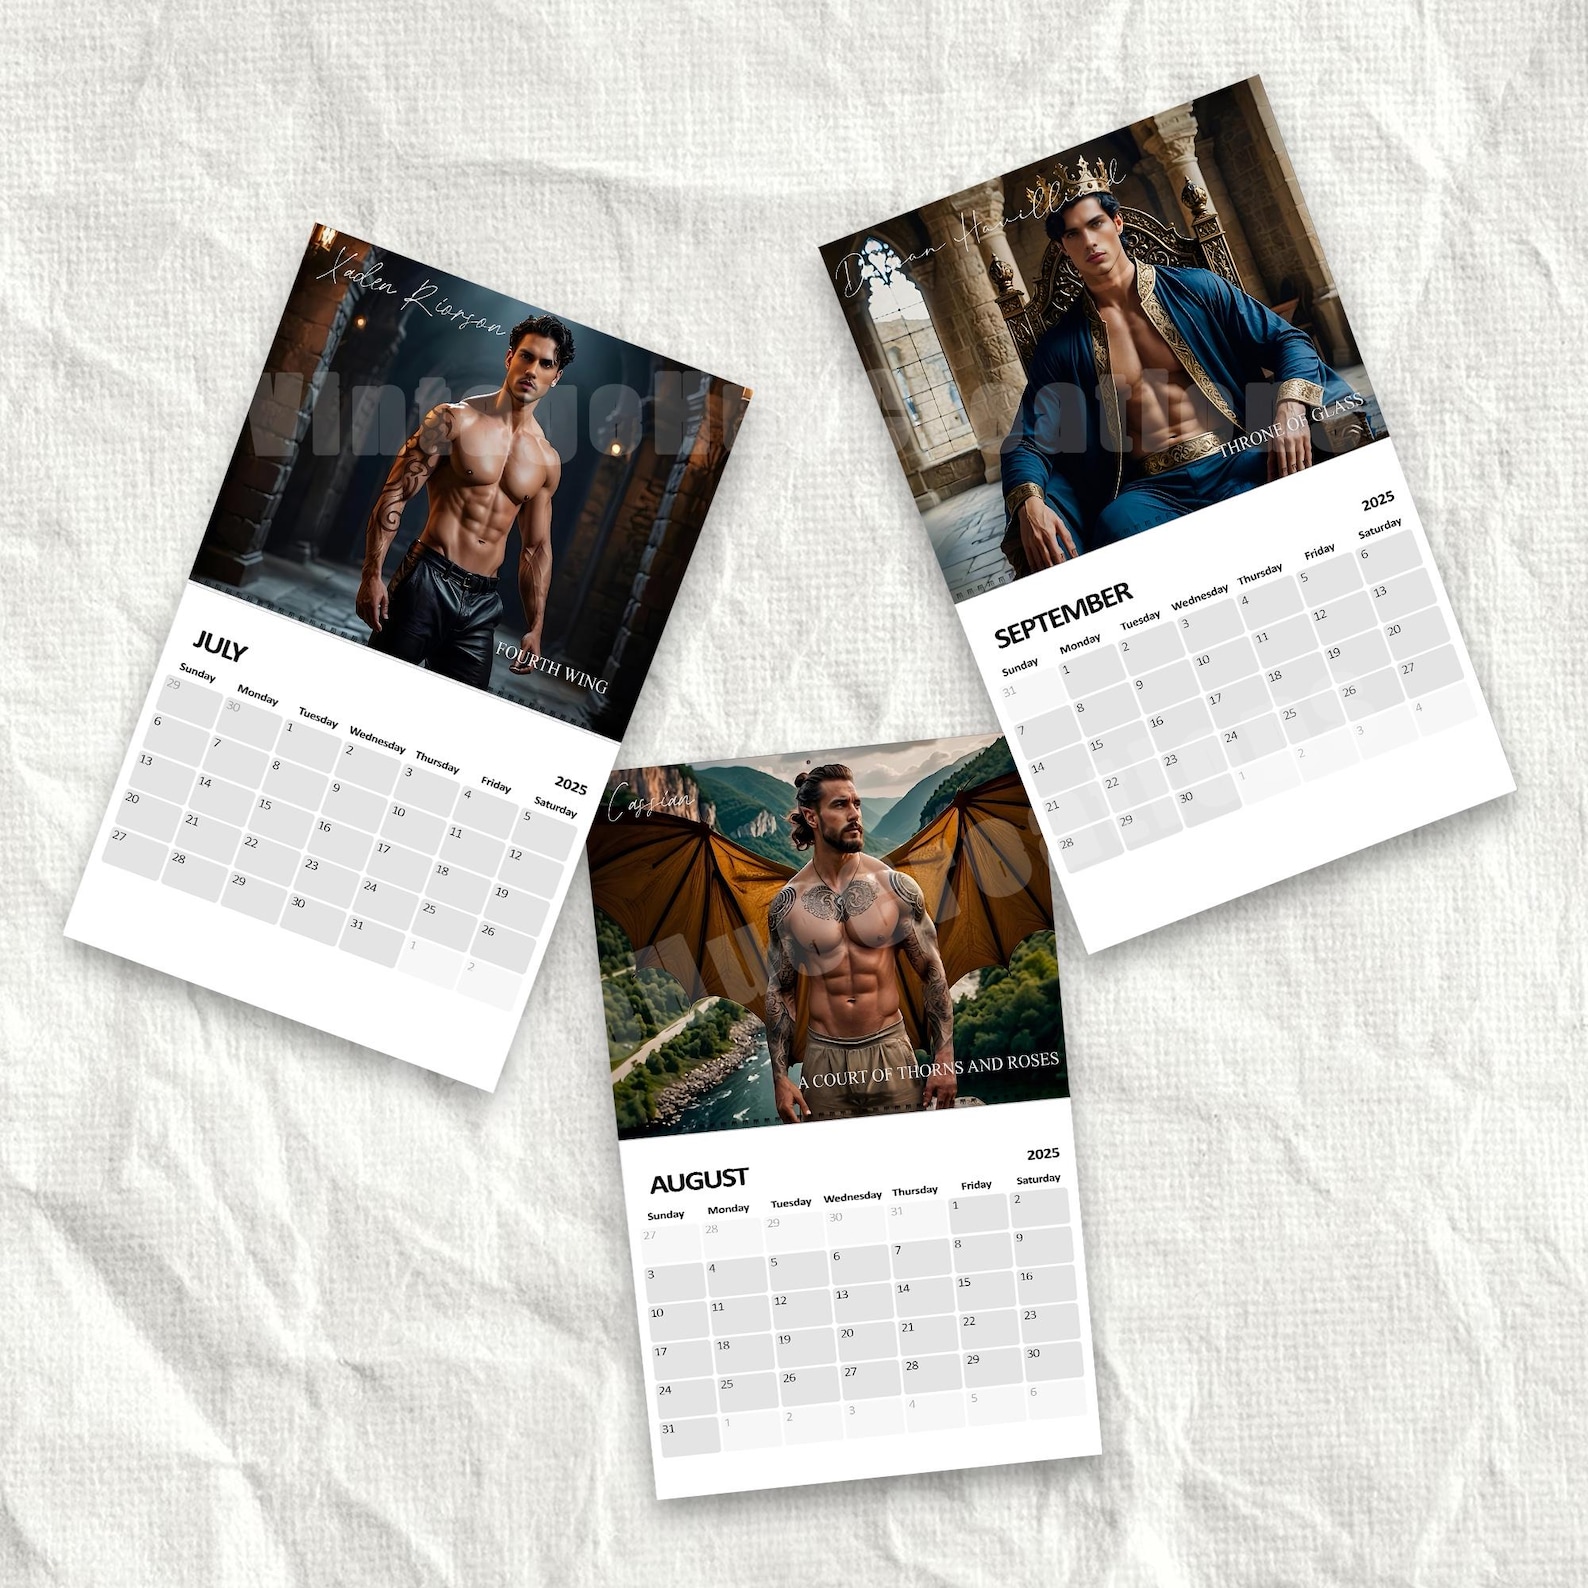 Xaden Riorson
FOURTH WING
JULY
2025
Sunday Monday Tuesday Wednesday Thursday Friday Saturday
29 30 1 2 3 4 5
6 7 8 9 10 11 12
13 14 15 16 17 18 19
20 21 22 23 24 25 26
27 28 29 30 31 1 2
Dorian Havilliard
THRONE OF GLASS
SEPTEMBER
2025
Sunday Monday Tuesday Wednesday Thursday Friday Saturday
31 1 2 3 4 5 6
7 8 9 10 11 12 13
14 15 16 17 18 19 20
21 22 23 24 25 26 27
28 29 30 1 2 3 4
Cassian
A COURT OF THORNS AND ROSES
AUGUST
2025
Sunday Monday Tuesday Wednesday Thursday Friday Saturday
27 28 29 30 31 1 2
3 4 5 6 7 8 9
10 11 12 13 14 15 16
17 18 19 20 21 22 23
24 25 26 27 28 29 30
31 1 2 3 4 5 6